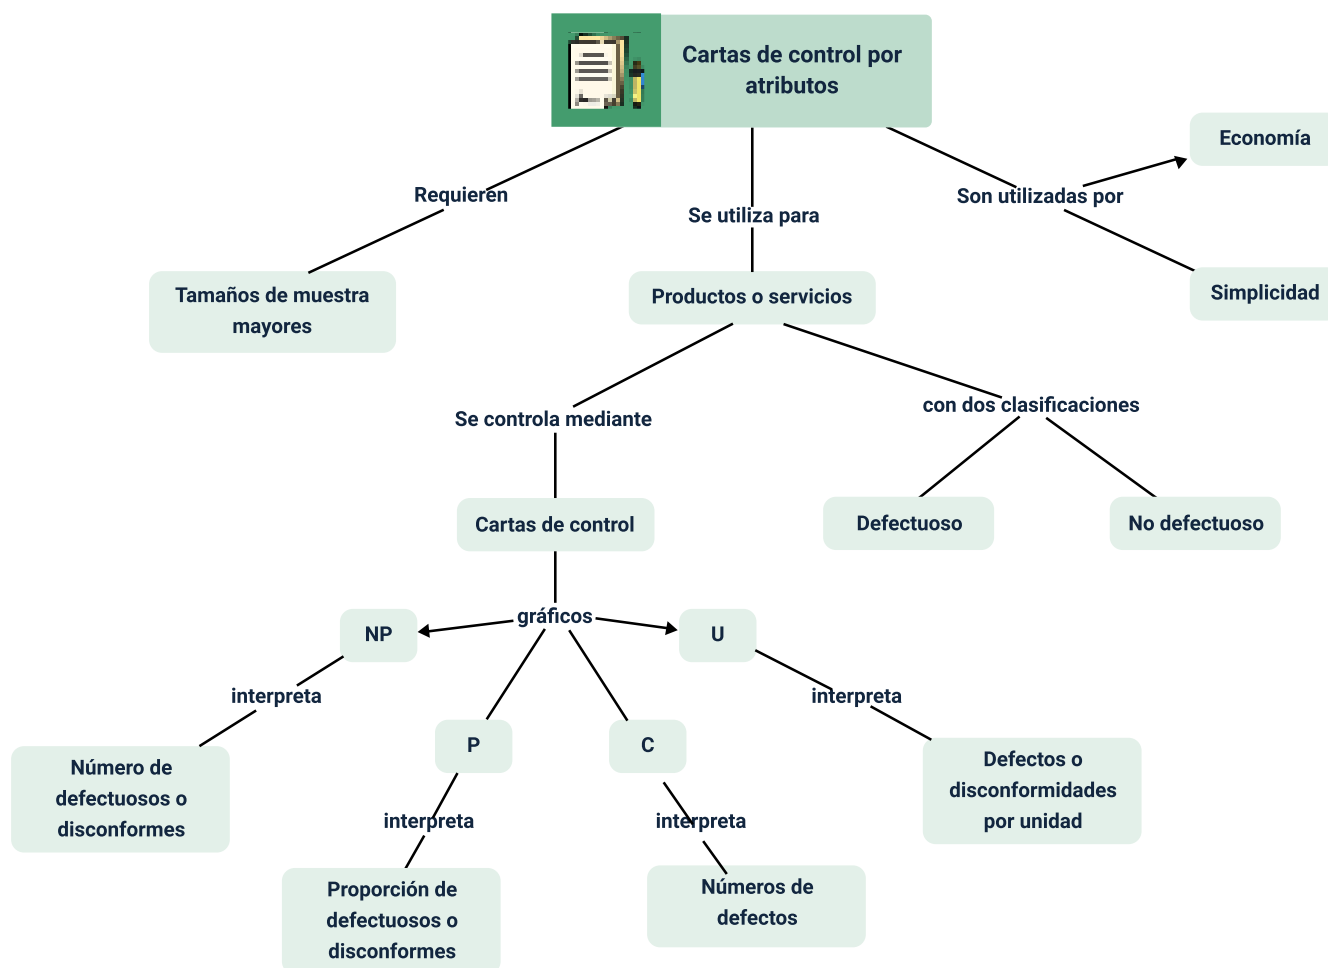 Cartas de control por
atributos
Economía
Requieren
Se utiliza para
Son utilizadas por
Tamaños de muestra
mayores
Productos o servicios
Simplicidad
Se controla mediante
con dos clasificaciones
Cartas de control
Defectuoso
No defectuoso
gráficos
NP
U
interpreta
interpreta
P
C
Número de
defectuosos o
disconformes
Defectos o
disconformidades
por unidad
interpreta
interpreta
Proporción de
defectuosos o
disconformes
Números de
defectos